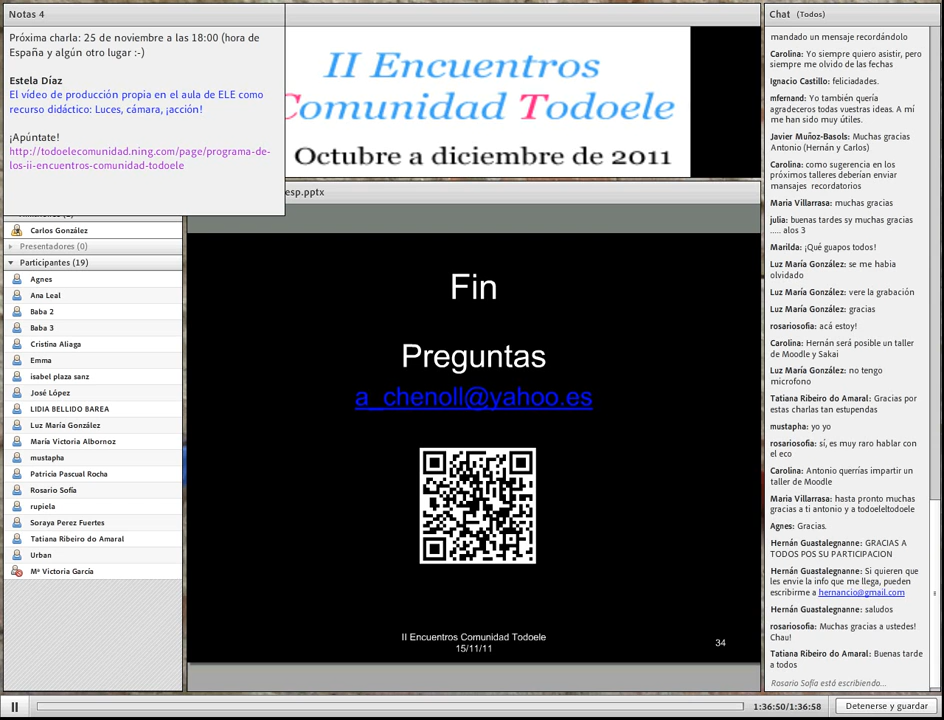 Notas 4
Próxima charla: 25 de noviembre a las 18:00 (hora de
España y algún otro lugar :-)
Estela Díaz
El vídeo de producción propia en el aula de ELE como
recurso didáctico: Luces, cámara, ¡acción!
¡Apúntate!
http://todoelecomunidad.ning.com/page/programa-de-
los-ii-encuentros-comunidad-todoele
II Encuentros
Comunidad Todoele
Octubre a diciembre de 2011
esp.pptx
Carlos González
Presentadores (0)
Participantes (19)
Agnes
Ana Leal
Baba 2
Baba 3
Cristina Aliaga
Emma
isabel plaza sanz
José López
LIDIA BELLIDO BAREA
Luz María González
María Victoria Albornoz
mustapha
Patricia Pascual Rocha
Rosario Sofía
rupiela
Soraya Perez Fuertes
Tatiana Ribeiro do Amaral
Urban
Mª Victoria García
Fin
Preguntas
a_chenoll@yahoo.es
II Encuentros Comunidad Todoele
15/11/11
34
Chat (Todos)
mandado un mensaje recordándolo
Carolina: Yo siempre quiero asistir, pero
siempre me olvido de las fechas
Ignacio Castillo: feliciadades.
mfernand: Yo también quería
agradeceros todas vuestras ideas. A mí
me han sido muy útiles.
Javier Muñoz-Basols: Muchas gracias
Antonio (Hernán y Carlos)
Carolina: como sugerencia en los
próximos talleres deberían enviar
mansajes recordatorios
Maria Villarrasa: muchas gracias
julia: buenas tardes sy muchas gracias
..... alos 3
Marilda: ¡Qué guapos todos!
Luz María González: se me habia
olvidado
Luz María González: vere la grabación
Luz María González: gracias
rosariosofia: acá estoy!
Carolina: Hernán será posible un taller
de Moodle y Sakai
Luz María González: no tengo
microfono
Tatiana Ribeiro do Amaral: Gracias por
estas charlas tan estupendas
mustapha: yo yo
rosariosofia: sí, es muy raro hablar con
el eco
Carolina: Antonio querrías impartir un
taller de Moodle
Maria Villarrasa: hasta pronto muchas
gracias a ti antonio y a todoeleltodoele
Agnes: Gracias.
Hernán Guastalegnanne: GRACIAS A
TODOS POS SU PARTICIPACION
Hernán Guastalegnanne: Si quieren que
les envie la info que me llega, pueden
escribirme a hernancio@gmail.com
Hernán Guastalegnanne: saludos
rosariosofia: Muchas gracias a ustedes!
Chau!
Tatiana Ribeiro do Amaral: Buenas tarde
a todos
Rosario Sofía está escribiendo...
1:36:50/1:36:58
Detenerse y guardar